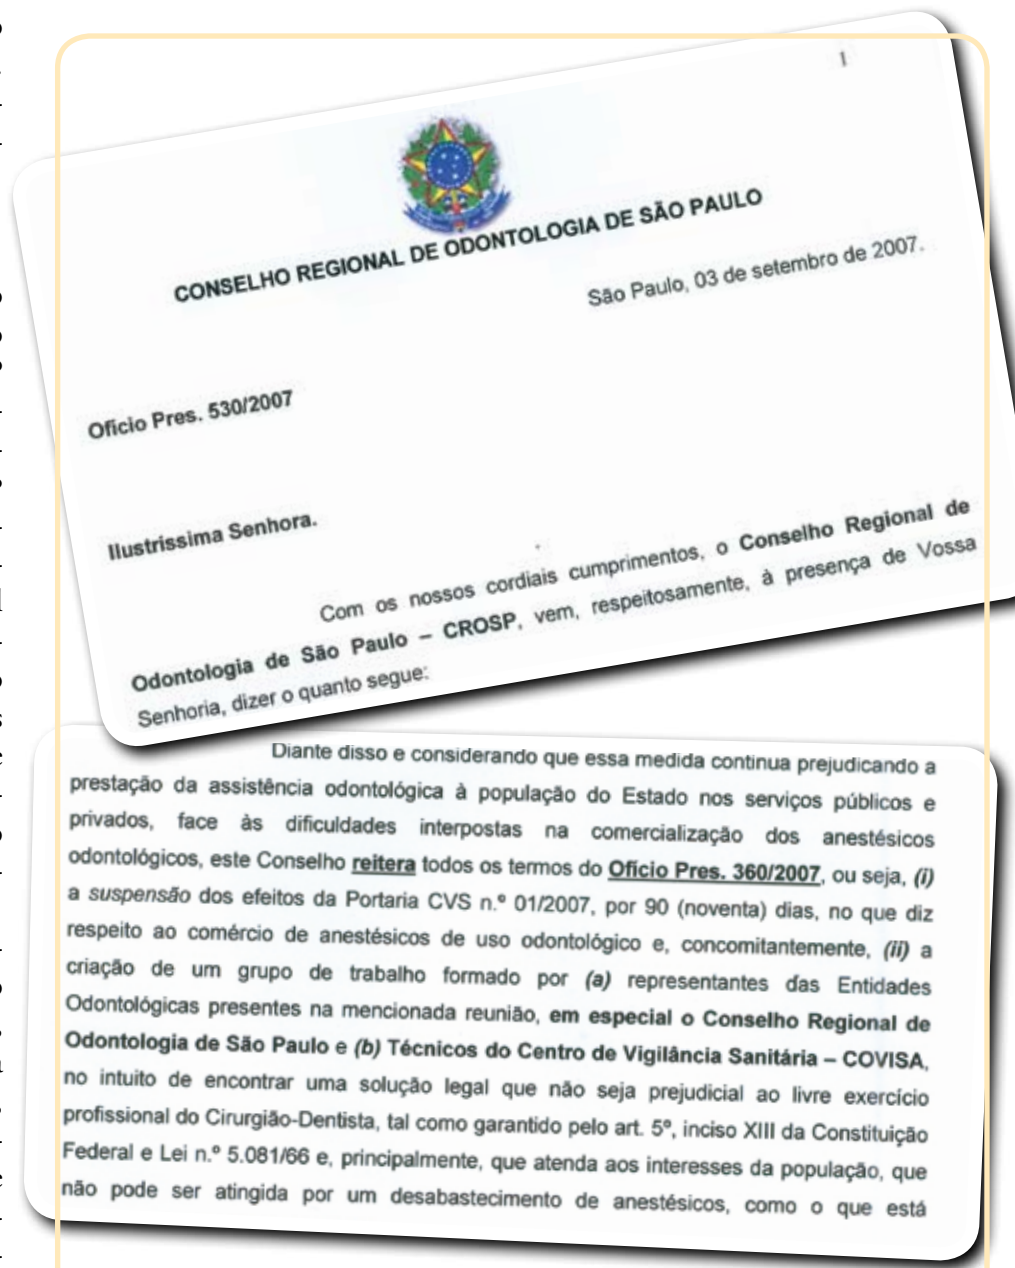 1
CONSELHO REGIONAL DE ODONTOLOGIA DE SÃO PAULO
São Paulo, 03 de setembro de 2007.
Ofício Pres. 530/2007
Ilustríssima Senhora.
Com os nossos cordiais cumprimentos, o Conselho Regional de
Odontologia de São Paulo – CROSP, vem, respeitosamente, à presença de Vossa
Senhoria, dizer o quanto segue:
Diante disso e considerando que essa medida continua prejudicando a
prestação da assistência odontológica à população do Estado nos serviços públicos e
privados, face às dificuldades interpostas na comercialização dos anestésicos
odontológicos, este Conselho reitera todos os termos do Ofício Pres. 360/2007, ou seja, (i)
a suspensão dos efeitos da Portaria CVS n.º 01/2007, por 90 (noventa) dias, no que diz
respeito ao comércio de anestésicos de uso odontológico e, concomitantemente, (ii) a
criação de um grupo de trabalho formado por (a) representantes das Entidades
Odontológicas presentes na mencionada reunião, em especial o Conselho Regional de
Odontologia de São Paulo e (b) Técnicos do Centro de Vigilância Sanitária – COVISA,
no intuito de encontrar uma solução legal que não seja prejudicial ao livre exercício
profissional do Cirurgião-Dentista, tal como garantido pelo art. 5º, inciso XIII da Constituição
Federal e Lei n.º 5.081/66 e, principalmente, que atenda aos interesses da população, que
não pode ser atingida por um desabastecimento de anestésicos, como o que está